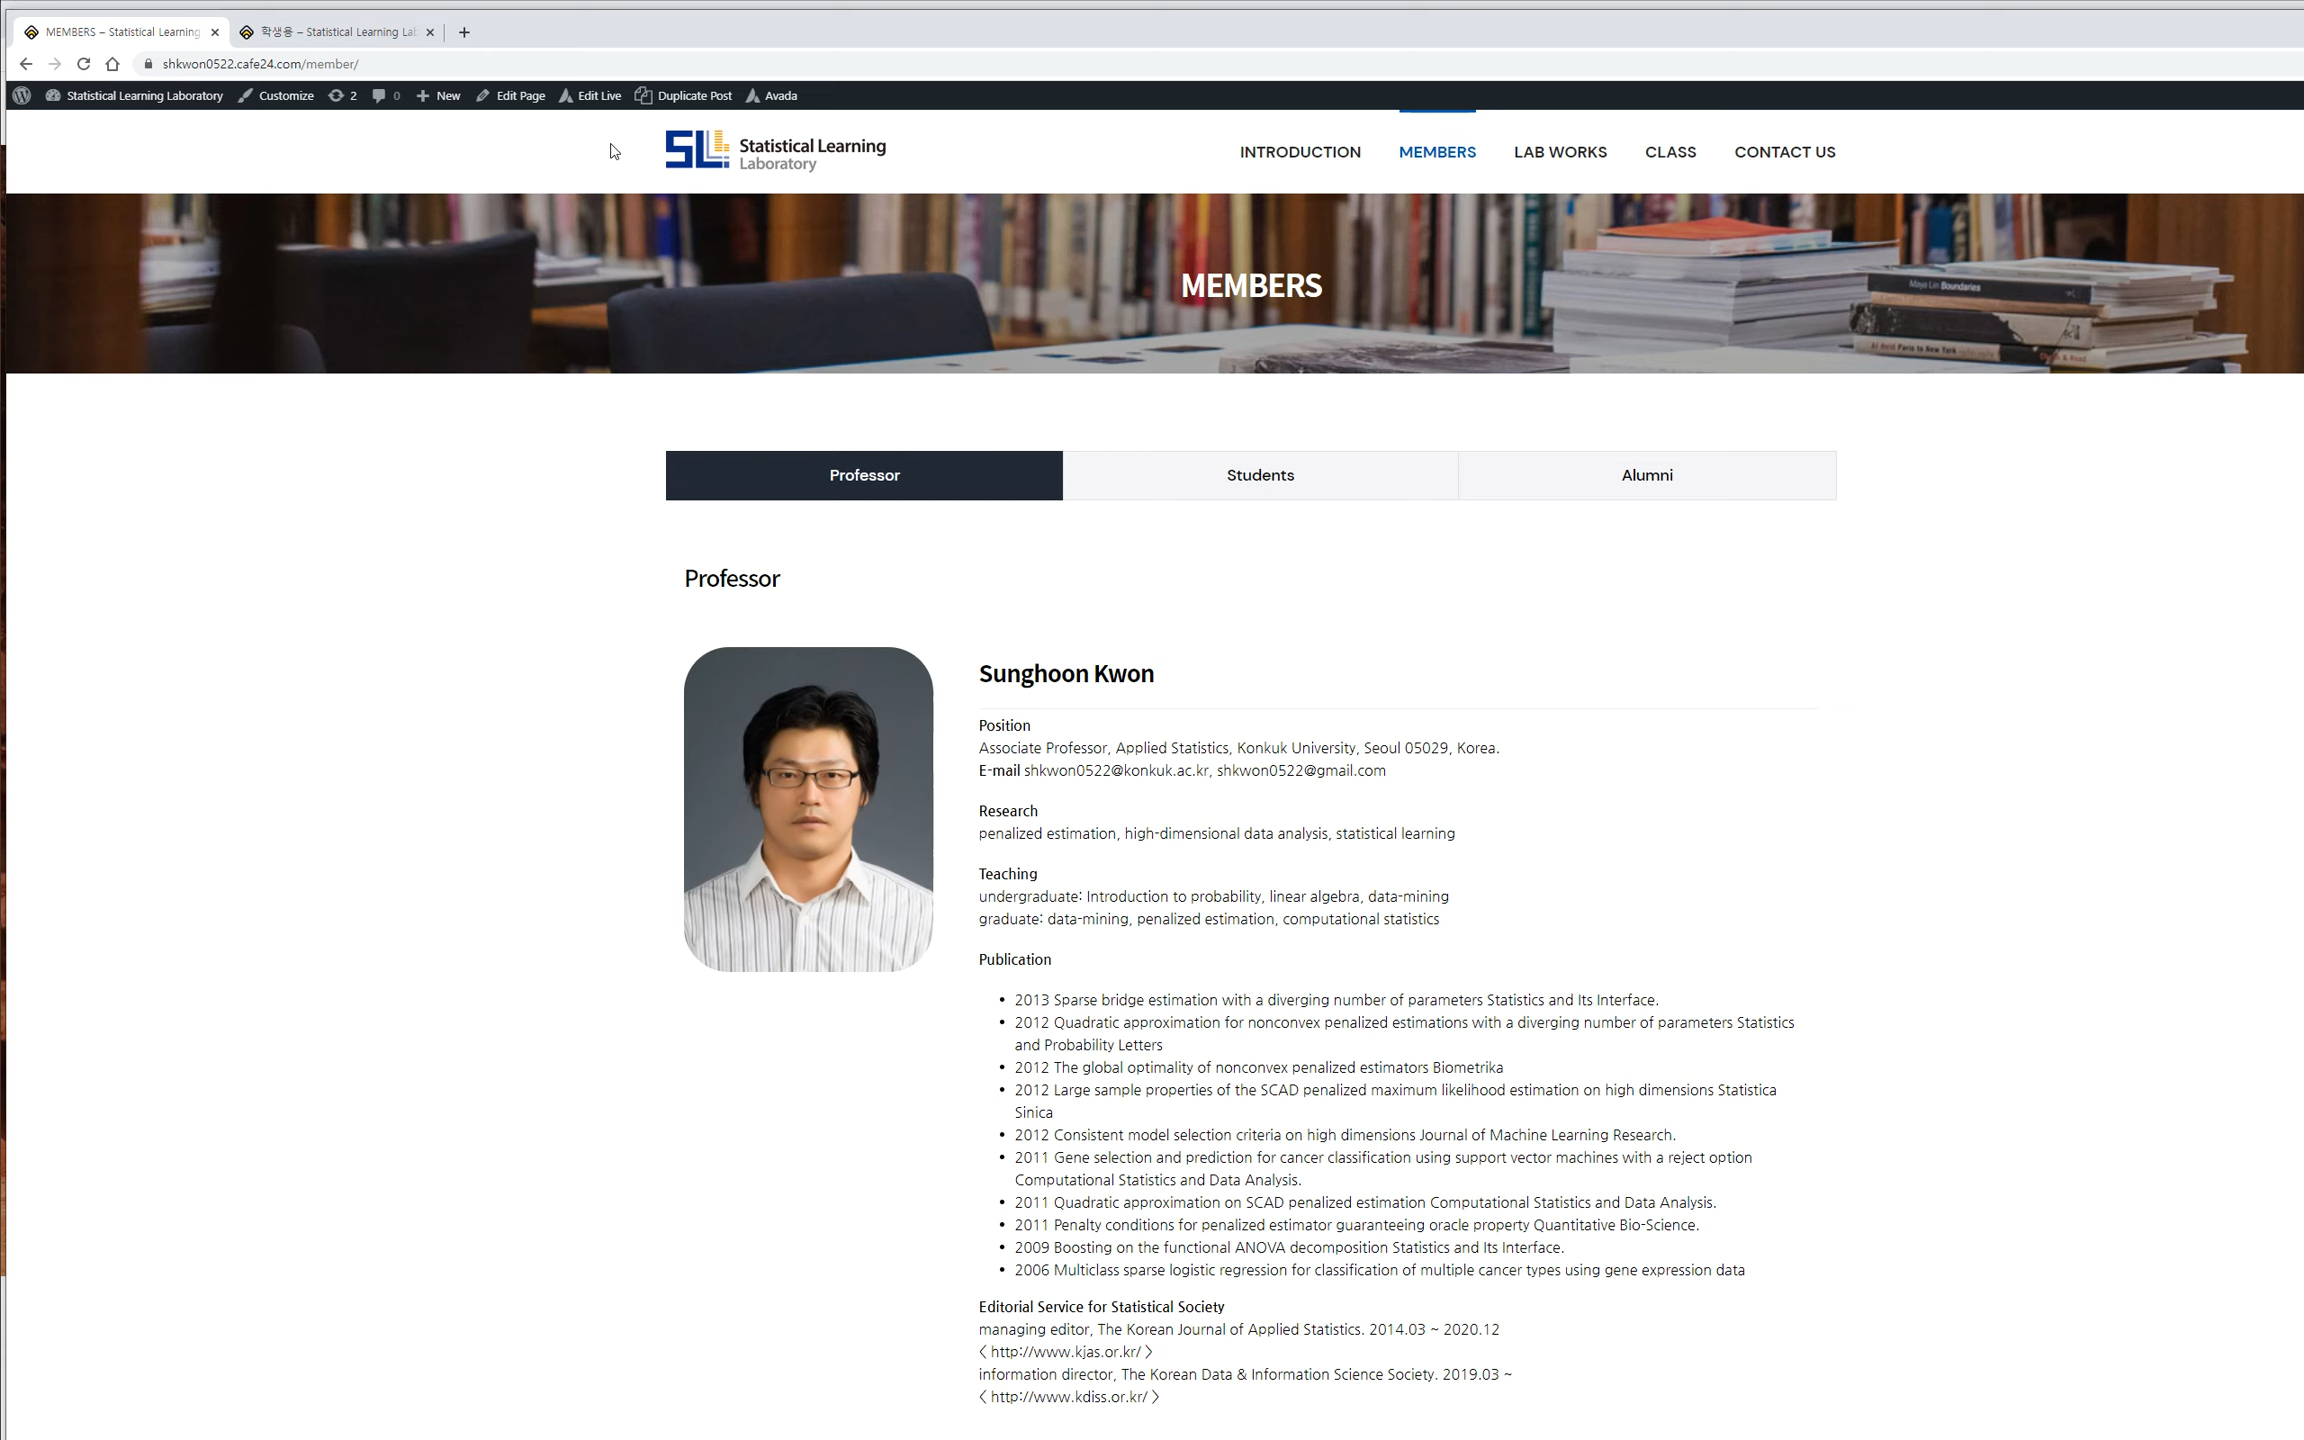 MEMBERS – Statistical Learning
학생용 – Statistical Learning La
shkwon0522.cafe24.com/member/
Statistical Learning Laboratory
Customize
2
0
New
Edit Page
Edit Live
Duplicate Post
Avada
SLL Statistical Learning
Laboratory
INTRODUCTION
MEMBERS
LAB WORKS
CLASS
CONTACT US
MEMBERS
Maya Lin Boundaries
Professor
Students
Alumni
Professor
Sunghoon Kwon
Position
Associate Professor, Applied Statistics, Konkuk University, Seoul 05029, Korea.
E-mail shkwon0522@konkuk.ac.kr, shkwon0522@gmail.com
Research
penalized estimation, high-dimensional data analysis, statistical learning
Teaching
undergraduate: Introduction to probability, linear algebra, data-mining
graduate: data-mining, penalized estimation, computational statistics
Publication
• 2013 Sparse bridge estimation with a diverging number of parameters Statistics and Its Interface.
• 2012 Quadratic approximation for nonconvex penalized estimations with a diverging number of parameters Statistics
and Probability Letters
• 2012 The global optimality of nonconvex penalized estimators Biometrika
• 2012 Large sample properties of the SCAD penalized maximum likelihood estimation on high dimensions Statistica
Sinica
• 2012 Consistent model selection criteria on high dimensions Journal of Machine Learning Research.
• 2011 Gene selection and prediction for cancer classification using support vector machines with a reject option
Computational Statistics and Data Analysis.
• 2011 Quadratic approximation on SCAD penalized estimation Computational Statistics and Data Analysis.
• 2011 Penalty conditions for penalized estimator guaranteeing oracle property Quantitative Bio-Science.
• 2009 Boosting on the functional ANOVA decomposition Statistics and Its Interface.
• 2006 Multiclass sparse logistic regression for classification of multiple cancer types using gene expression data
Editorial Service for Statistical Society
managing editor, The Korean Journal of Applied Statistics. 2014.03 ~ 2020.12
< http://www.kjas.or.kr/ >
information director, The Korean Data & Information Science Society. 2019.03 ~
< http://www.kdiss.or.kr/ >